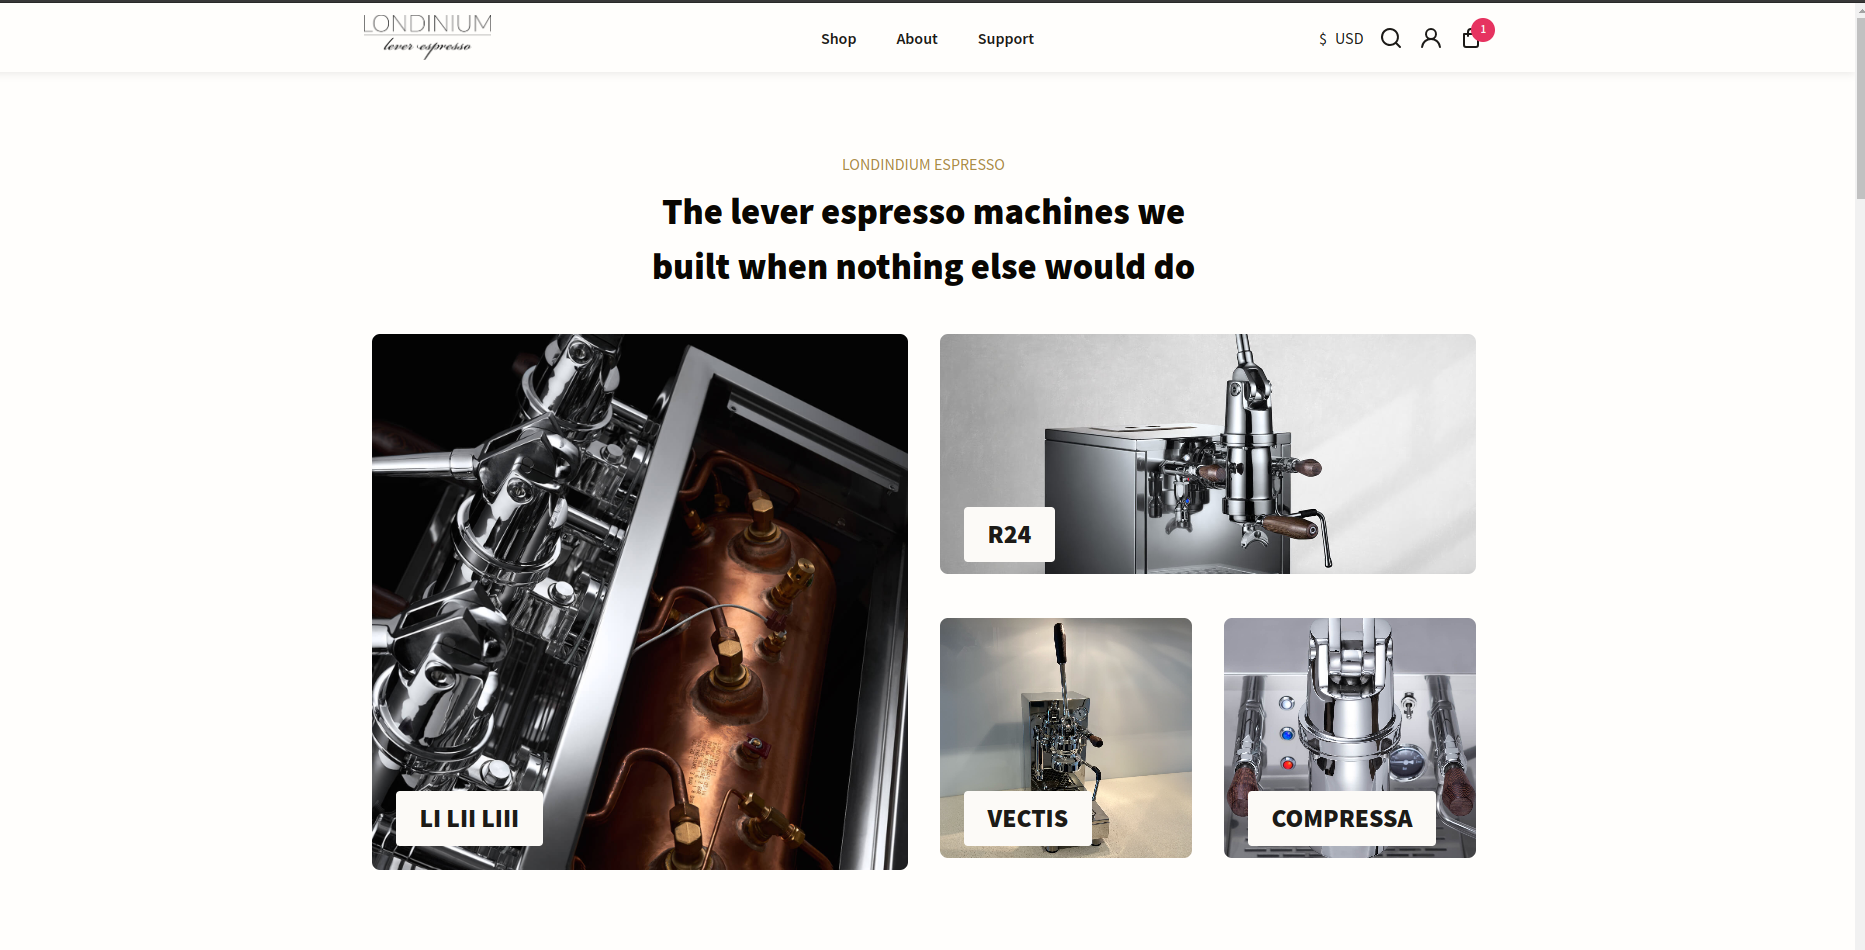 LONDINIUM
lever espresso
Shop About Support
$ USD
1
LONDINDIUM ESPRESSO
The lever espresso machines we
built when nothing else would do
R24
LI LII LIII
VECTIS
COMPRESSA